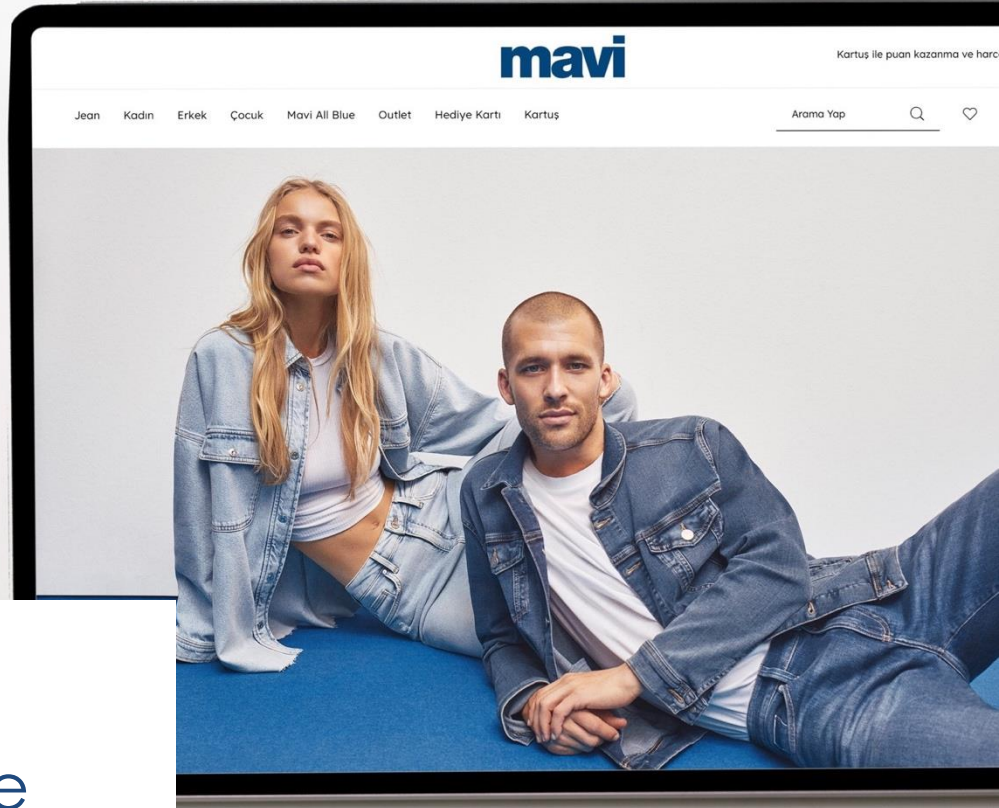 mavi
Kartuş ile puan kazanma ve harc
Jean Kadın Erkek Çocuk Mavi All Blue Outlet Hediye Kartı Kartuş
Arama Yap